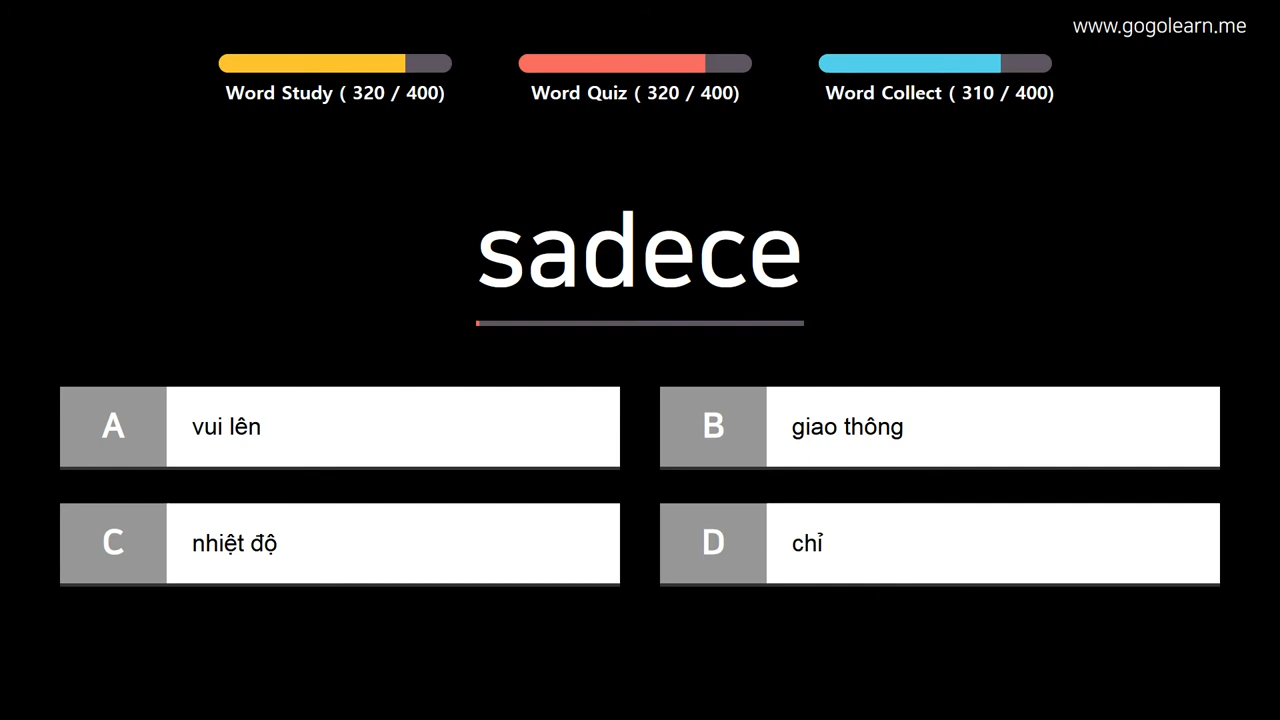 www.gogolearn.me
Word Study ( 320 / 400)
Word Quiz ( 320 / 400)
Word Collect ( 310 / 400)
sadece
A vui lên
B giao thông
C nhiệt độ
D chỉ